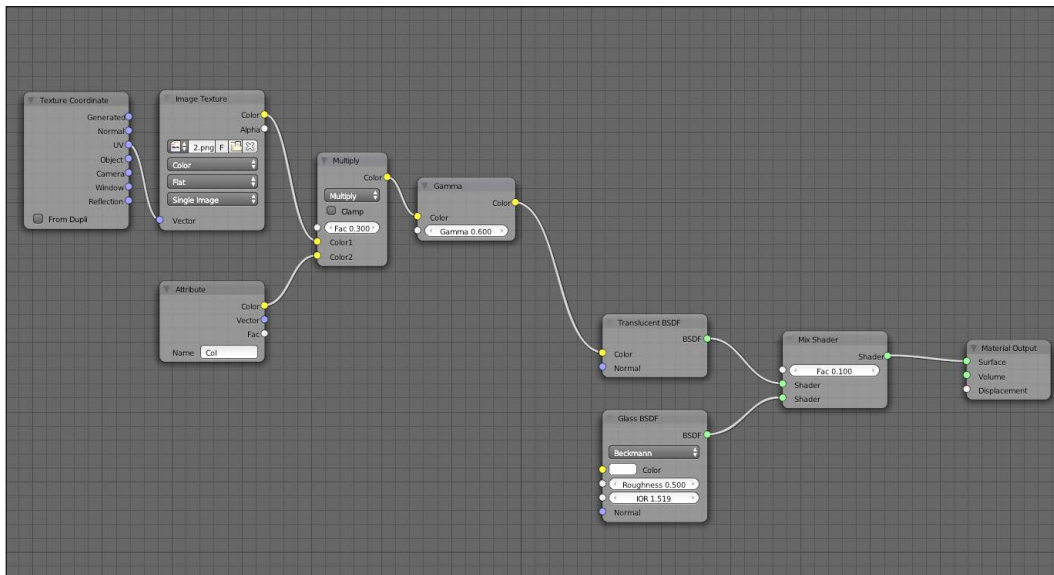 Texture Coordinate
Generated
Normal
UV
Object
Camera
Window
Reflection
From Dupli
Image Texture
Color
Alpha
2.png F
Color
Flat
Single Image
Vector
Attribute
Color
Vector
Fac
Name Col
Multiply
Color
Multiply
Clamp
Fac 0.300
Color1
Color2
Gamma
Color
Color
Gamma 0.600
Translucent BSDF
BSDF
Color
Normal
Glass BSDF
BSDF
Beckmann
Color
Roughness 0.500
IOR 1.519
Normal
Mix Shader
Shader
Fac 0.100
Shader
Shader
Material Output
Surface
Volume
Displacement